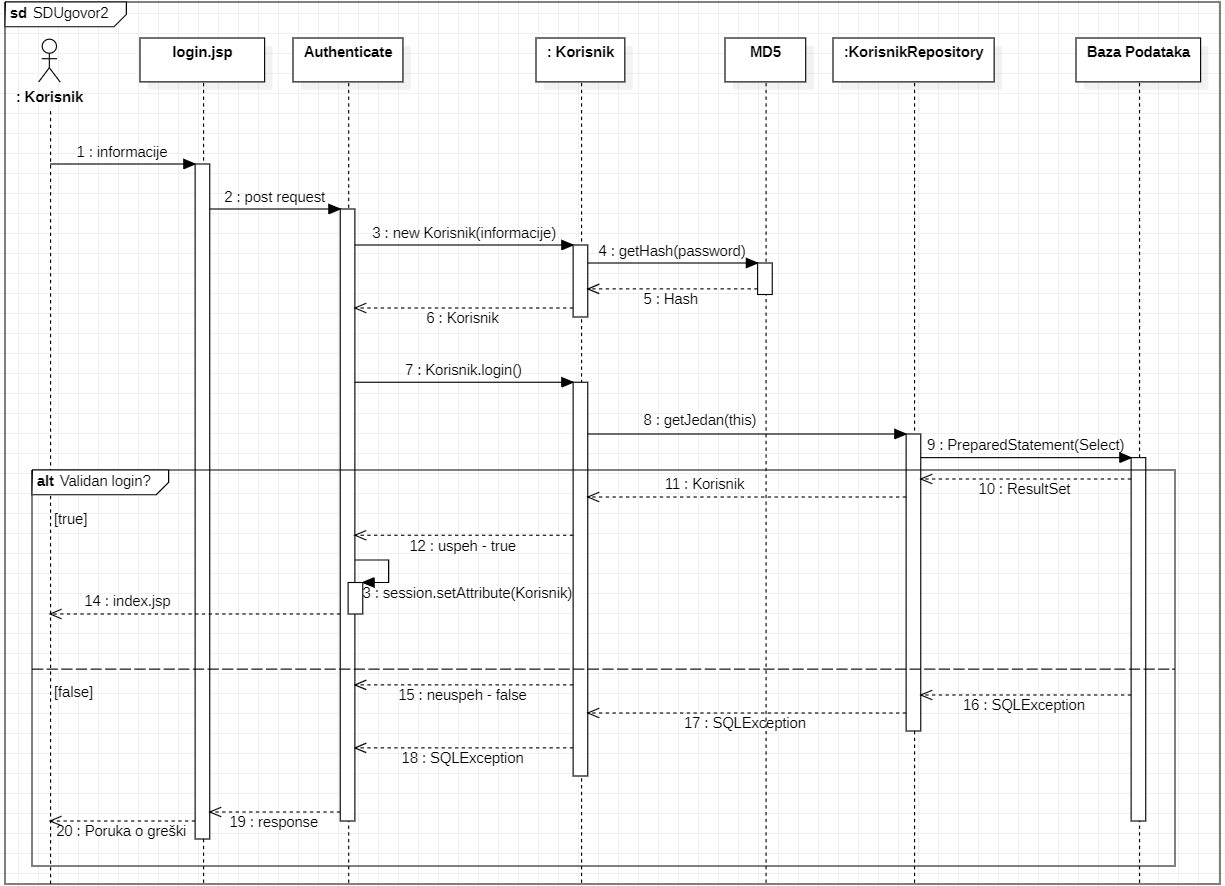 sd SDUgovor2
: Korisnik
login.jsp
Authenticate
: Korisnik
MD5
:KorisnikRepository
Baza Podataka
1 : informacije
2 : post request
3 : new Korisnik(informacije)
4 : getHash(password)
5 : Hash
6 : Korisnik
7 : Korisnik.login()
8 : getJedan(this)
9 : PreparedStatement(Select)
alt Validan login?
10 : ResultSet
11 : Korisnik
[true]
12 : uspeh - true
3 : session.setAttribute(Korisnik)
14 : index.jsp
[false]
15 : neuspeh - false
16 : SQLException
17 : SQLException
18 : SQLException
19 : response
20 : Poruka o greški